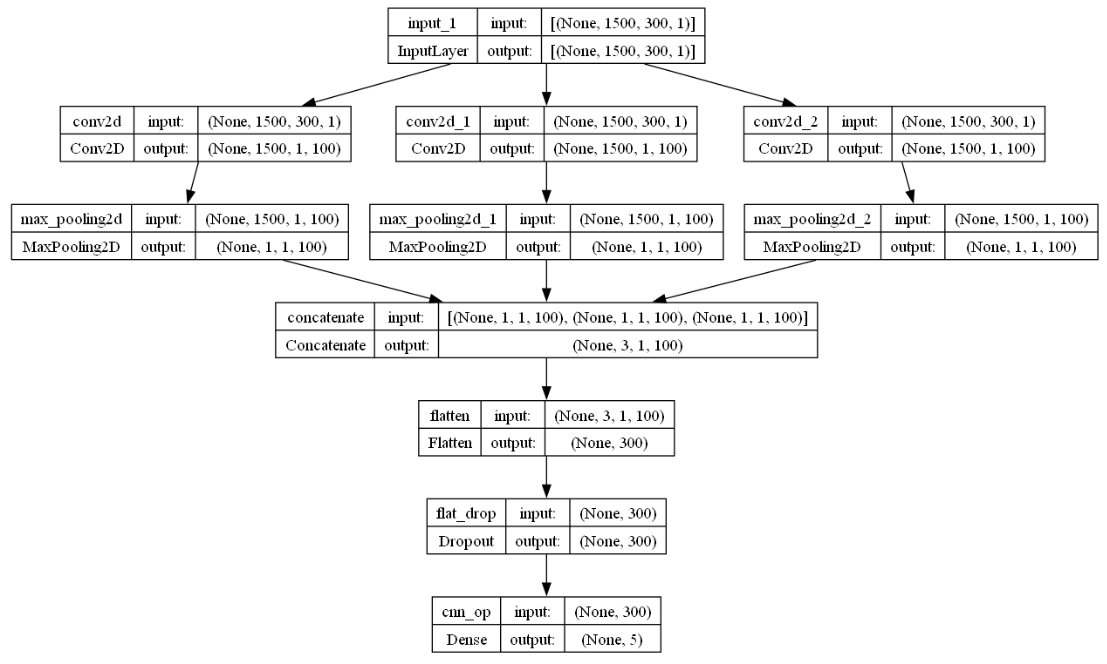 input_1 input: [(None, 1500, 300, 1)]
InputLayer output: [(None, 1500, 300, 1)]
conv2d input: (None, 1500, 300, 1)
Conv2D output: (None, 1500, 1, 100)
conv2d_1 input: (None, 1500, 300, 1)
Conv2D output: (None, 1500, 1, 100)
conv2d_2 input: (None, 1500, 300, 1)
Conv2D output: (None, 1500, 1, 100)
max_pooling2d input: (None, 1500, 1, 100)
MaxPooling2D output: (None, 1, 1, 100)
max_pooling2d_1 input: (None, 1500, 1, 100)
MaxPooling2D output: (None, 1, 1, 100)
max_pooling2d_2 input: (None, 1500, 1, 100)
MaxPooling2D output: (None, 1, 1, 100)
concatenate input: [(None, 1, 1, 100), (None, 1, 1, 100), (None, 1, 1, 100)]
Concatenate output: (None, 3, 1, 100)
flatten input: (None, 3, 1, 100)
Flatten output: (None, 300)
flat_drop input: (None, 300)
Dropout output: (None, 300)
cnn_op input: (None, 300)
Dense output: (None, 5)